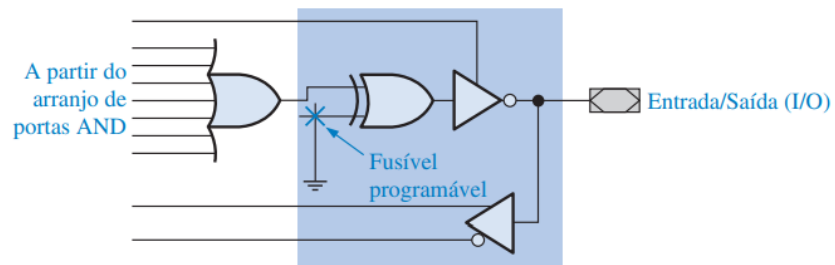 A partir do
arranjo de
portas AND
Fusível
programável
Entrada/Saída (I/O)